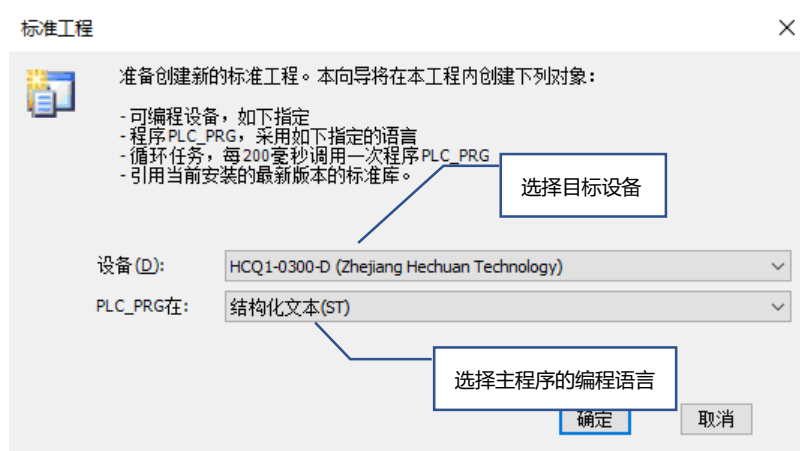 标准工程
准备创建新的标准工程。本向导将在本工程内创建下列对象：
-可编程设备，如下指定
-程序PLC_PRG，采用如下指定的语言
-循环任务，每200毫秒调用一次程序PLC_PRG
-引用当前安装的最新版本的标准库。
选择目标设备
设备(D):
HCQ1-0300-D (Zhejiang Hechuan Technology)
PLC_PRG在:
结构化文本(ST)
选择主程序的编程语言
确定
取消